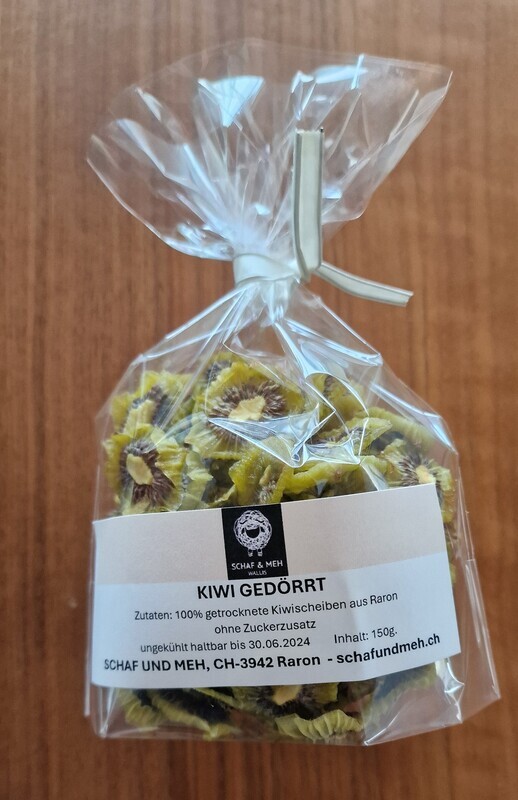 SCHAF & MEH
WALLIS
KIWI GEDÖRRT
Zutaten: 100% getrocknete Kiwischeiben aus Raron
ohne Zuckerzusatz
ungekühlt haltbar bis 30.06.2024 Inhalt: 150g.
SCHAF UND MEH, CH-3942 Raron - schafundmeh.ch